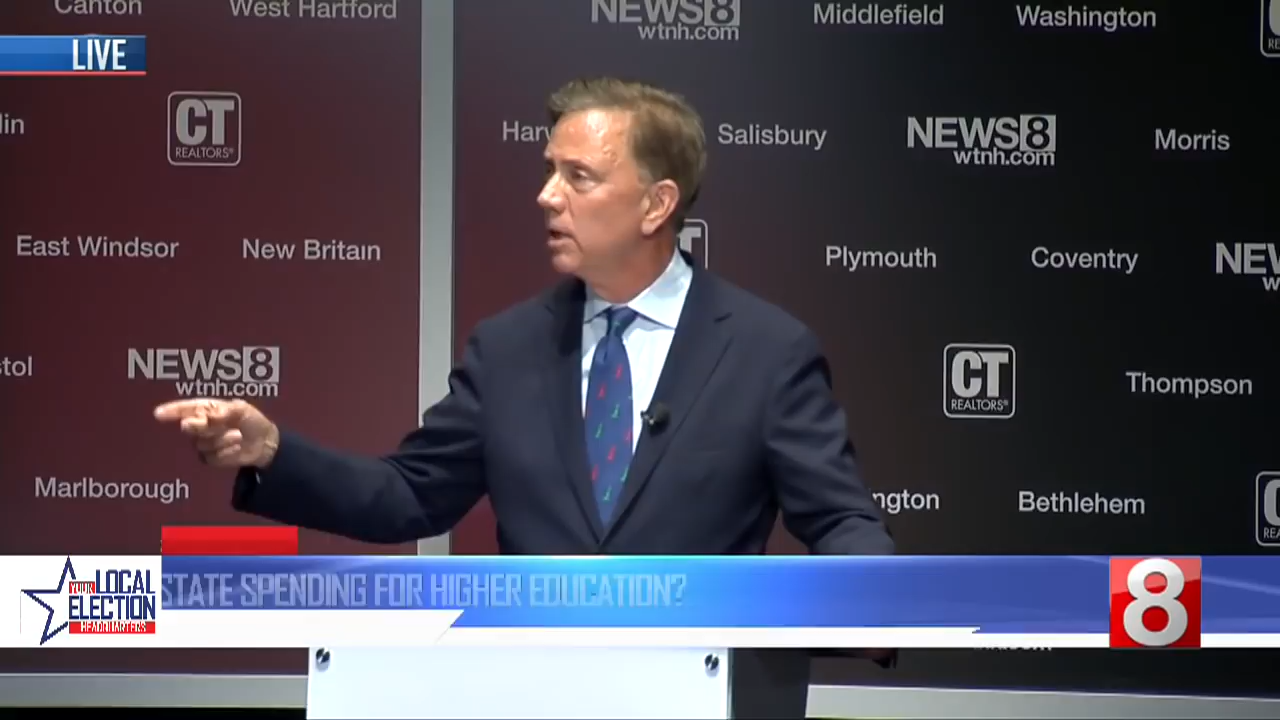 Canton
West Hartford
NEWS8
wtnh.com
Middlefield
Washington
LIVE
CT
REALTORS®
Salisbury
NEWS8
wtnh.com
Morris
East Windsor
New Britain
Plymouth
Coventry
NEWS8
wtnh.com
CT
REALTORS®
Thompson
Marlborough
Bethlehem
YOUR LOCAL
ELECTION
HEADQUARTERS
STATE SPENDING FOR HIGHER EDUCATION?
8